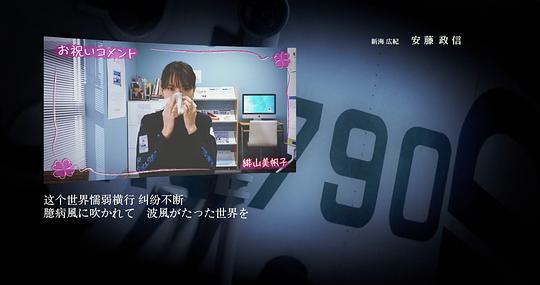 お祝いコメント
新海広紀 安藤政信
790
緋山美帆子
这个世界懦弱横行 纠纷不断
臆病風に吹かれて 波風がたった世界を